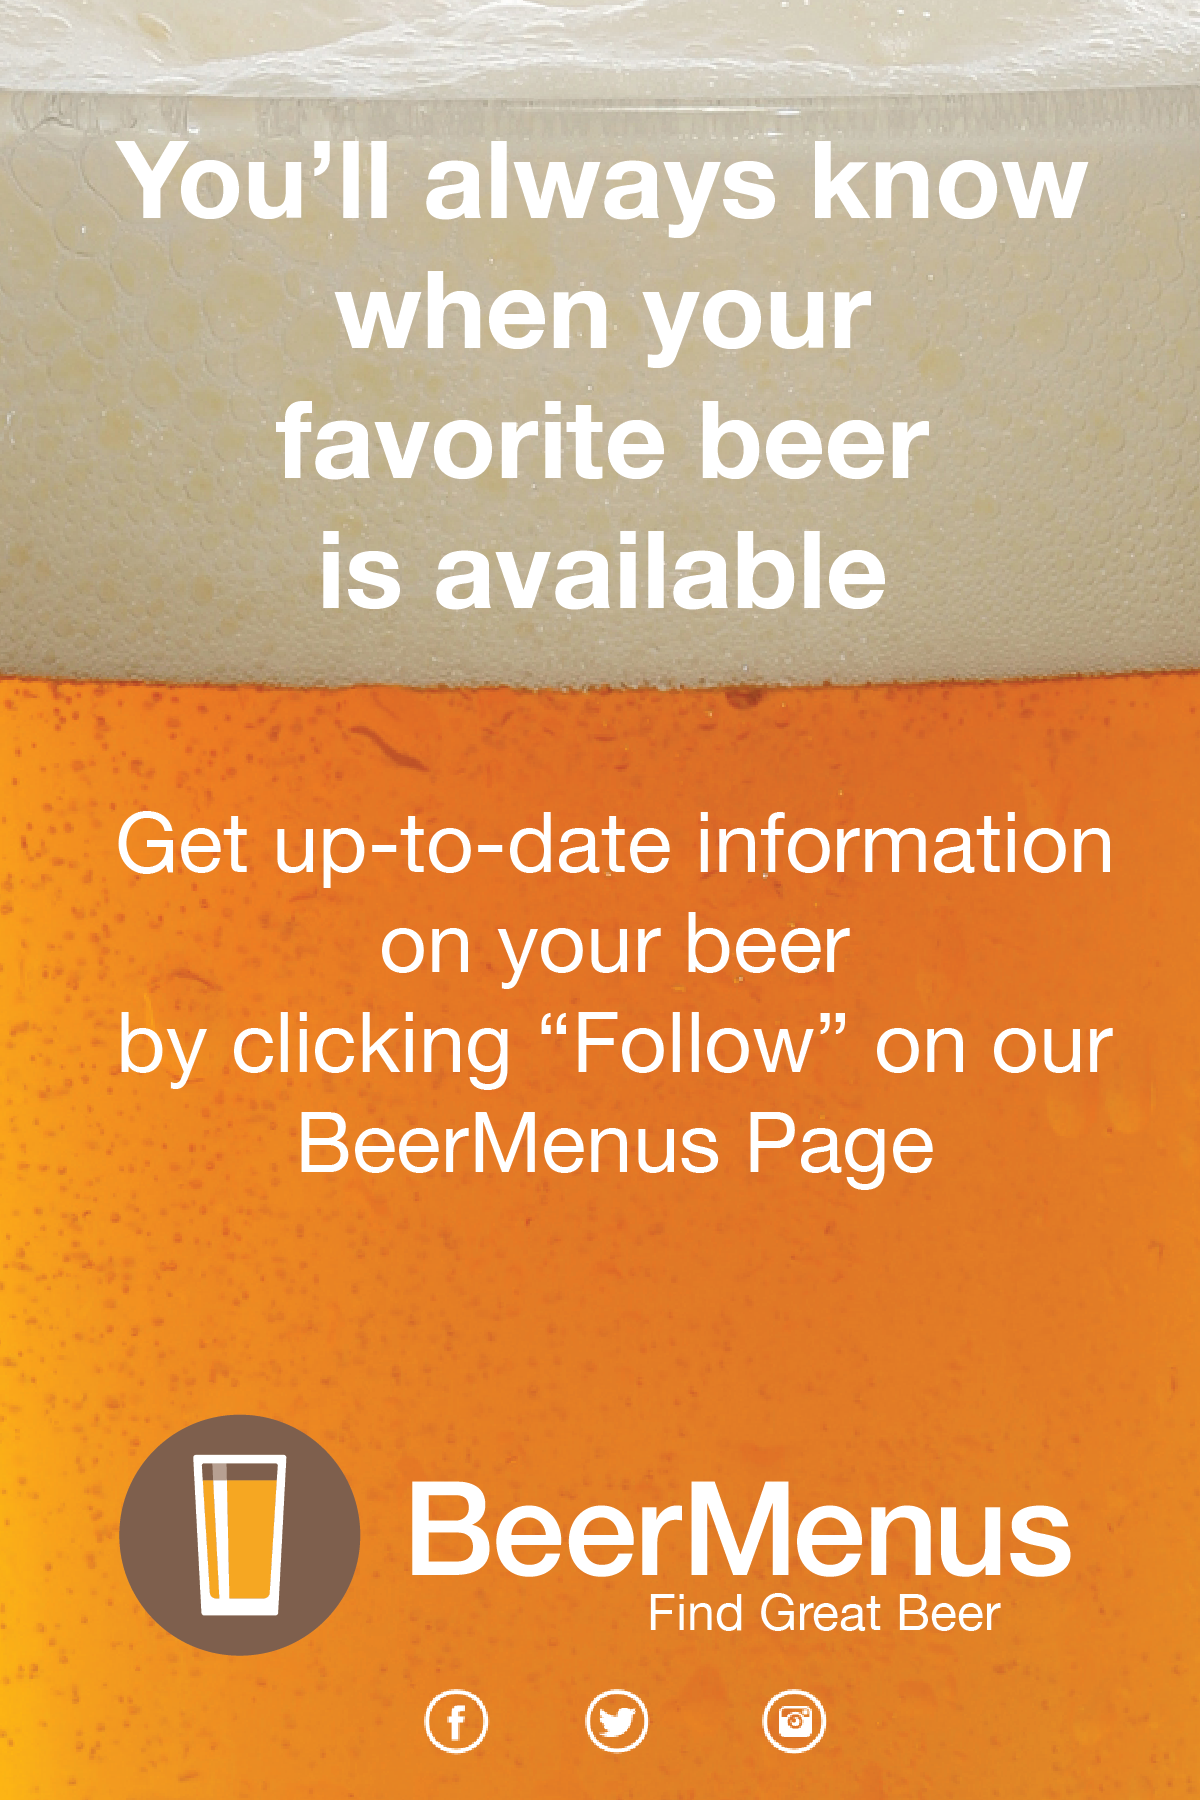 You’ll always know
when your
favorite beer
is available
Get up-to-date information
on your beer
by clicking “Follow” on our
BeerMenus Page
BeerMenus
Find Great Beer